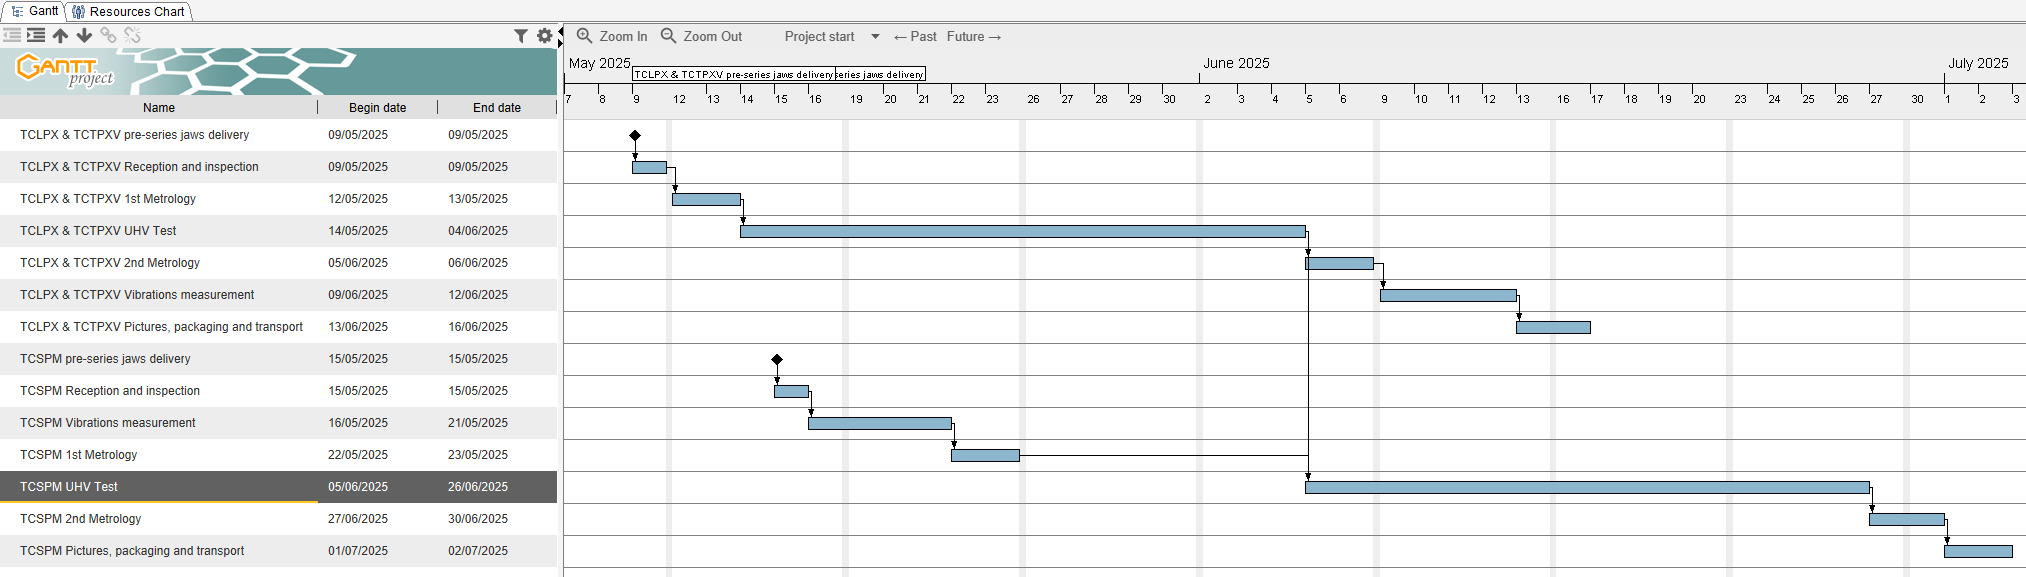 Gantt Resources Chart
Zoom In Zoom Out Project start ← Past Future →
GANTT project
May 2025 June 2025 July 2025
TCLPX & TCTPXV pre-series jaws delivery series jaws delivery
7 8 9 12 13 14 15 16 19 20 21 22 23 26 27 28 29 30 2 3 4 5 6 9 10 11 12 13 16 17 18 19 20 23 24 25 26 27 30 1 2 3
Name Begin date End date
TCLPX & TCTPXV pre-series jaws delivery 09/05/2025 09/05/2025
TCLPX & TCTPXV Reception and inspection 09/05/2025 09/05/2025
TCLPX & TCTPXV 1st Metrology 12/05/2025 13/05/2025
TCLPX & TCTPXV UHV Test 14/05/2025 04/06/2025
TCLPX & TCTPXV 2nd Metrology 05/06/2025 06/06/2025
TCLPX & TCTPXV Vibrations measurement 09/06/2025 12/06/2025
TCLPX & TCTPXV Pictures, packaging and transport 13/06/2025 16/06/2025
TCSPM pre-series jaws delivery 15/05/2025 15/05/2025
TCSPM Reception and inspection 15/05/2025 15/05/2025
TCSPM Vibrations measurement 16/05/2025 21/05/2025
TCSPM 1st Metrology 22/05/2025 23/05/2025
TCSPM UHV Test 05/06/2025 26/06/2025
TCSPM 2nd Metrology 27/06/2025 30/06/2025
TCSPM Pictures, packaging and transport 01/07/2025 02/07/2025